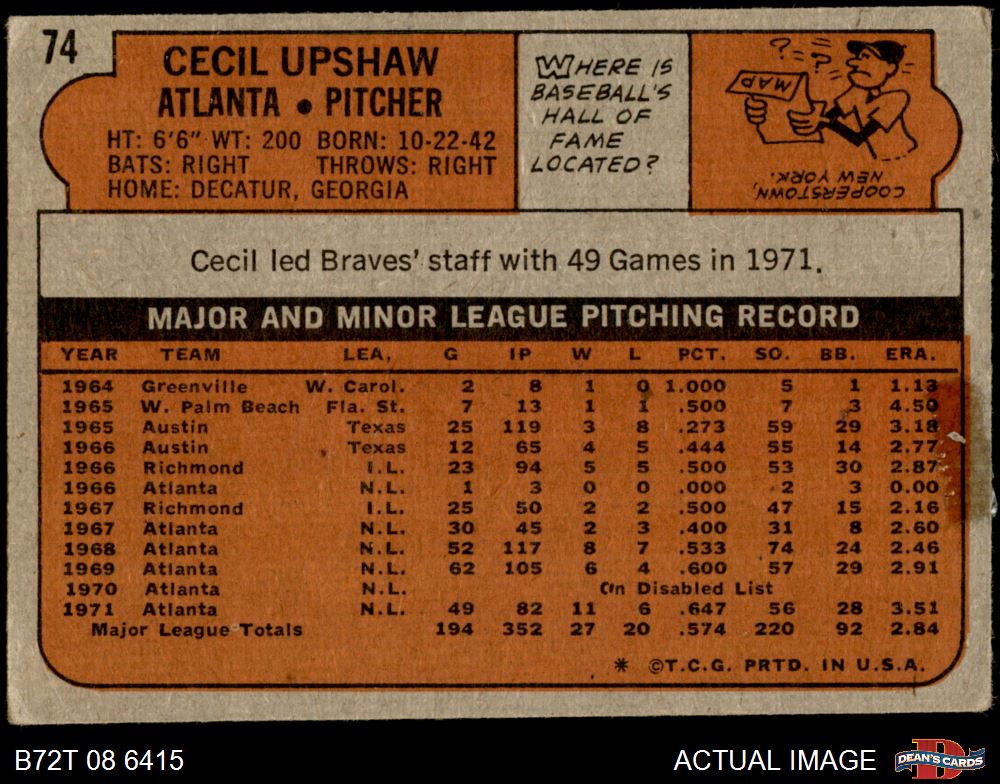 74
CECIL UPSHAW
ATLANTA • PITCHER
HT: 6'6" WT: 200 BORN: 10-22-42
BATS: RIGHT THROWS: RIGHT
HOME: DECATUR, GEORGIA
WHERE IS
BASEBALL'S
HALL OF
FAME
LOCATED?
? ? ?
MAP
COOPERSTOWN,
NEW YORK.
Cecil led Braves' staff with 49 Games in 1971.
MAJOR AND MINOR LEAGUE PITCHING RECORD
YEAR TEAM LEA. G IP W L PCT. SO. BB. ERA.
1964 Greenville W. Carol. 2 8 1 0 1.000 5 1 1.13
1965 W. Palm Beach Fla. St. 7 13 1 1 .500 7 3 4.50
1965 Austin Texas 25 119 3 8 .273 59 29 3.18
1966 Austin Texas 12 65 4 5 .444 55 14 2.77
1966 Richmond I.L. 23 94 5 5 .500 53 30 2.87
1966 Atlanta N.L. 1 3 0 0 .000 2 3 0.00
1967 Richmond I.L. 25 50 2 2 .500 47 15 2.16
1967 Atlanta N.L. 30 45 2 3 .400 31 8 2.60
1968 Atlanta N.L. 52 117 8 7 .533 74 24 2.46
1969 Atlanta N.L. 62 105 6 4 .600 57 29 2.91
1970 Atlanta N.L. On Disabled List
1971 Atlanta N.L. 49 82 11 6 .647 56 28 3.51
Major League Totals 194 352 27 20 .574 220 92 2.84
* ©T.C.G. PRTD. IN U.S.A.
B72T 08 6415
ACTUAL IMAGE
D
DEAN'S CARDS